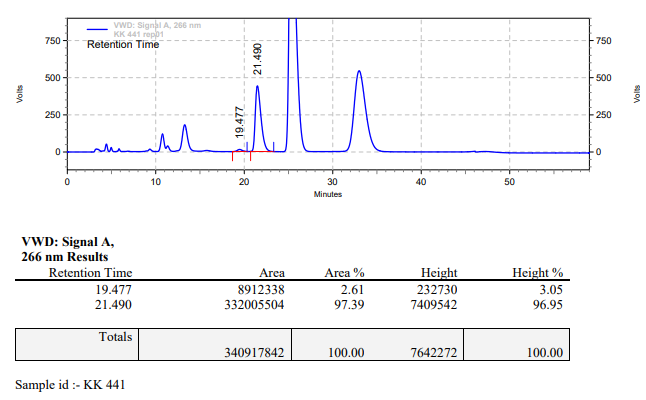 VWD: Signal A, 266 nm
KK 441 rep01
Retention Time
750
500
250
0
Volts
19.477
21.490
750
500
250
0
Volts
0 10 20 30 40 50
Minutes
VWD: Signal A,
266 nm Results
Retention Time Area Area % Height Height %
19.477 8912338 2.61 232730 3.05
21.490 332005504 97.39 7409542 96.95
Totals
340917842 100.00 7642272 100.00
Sample id :- KK 441